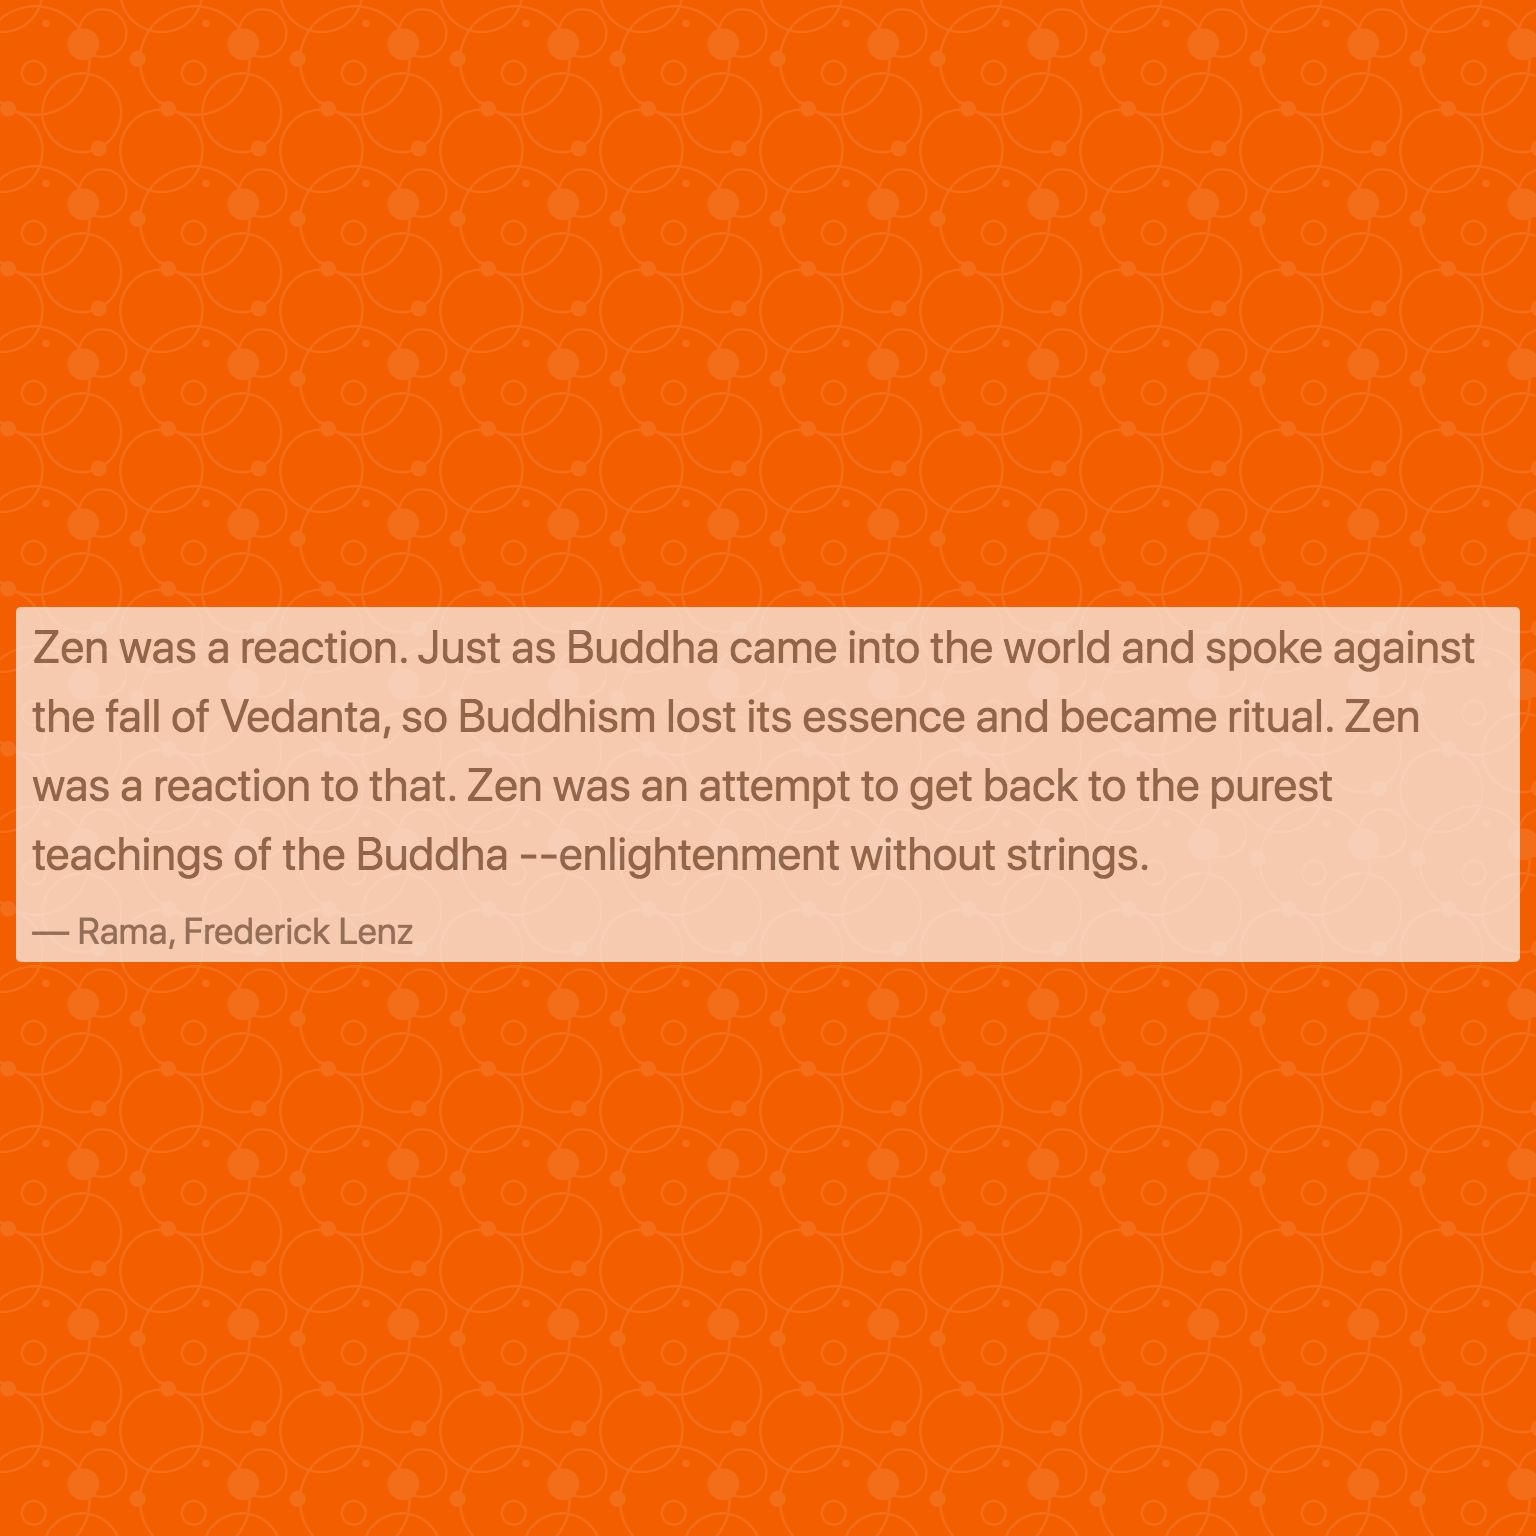 Zen was a reaction. Just as Buddha came into the world and spoke against
the fall of Vedanta, so Buddhism lost its essence and became ritual. Zen
was a reaction to that. Zen was an attempt to get back to the purest
teachings of the Buddha --enlightenment without strings.
— Rama, Frederick Lenz